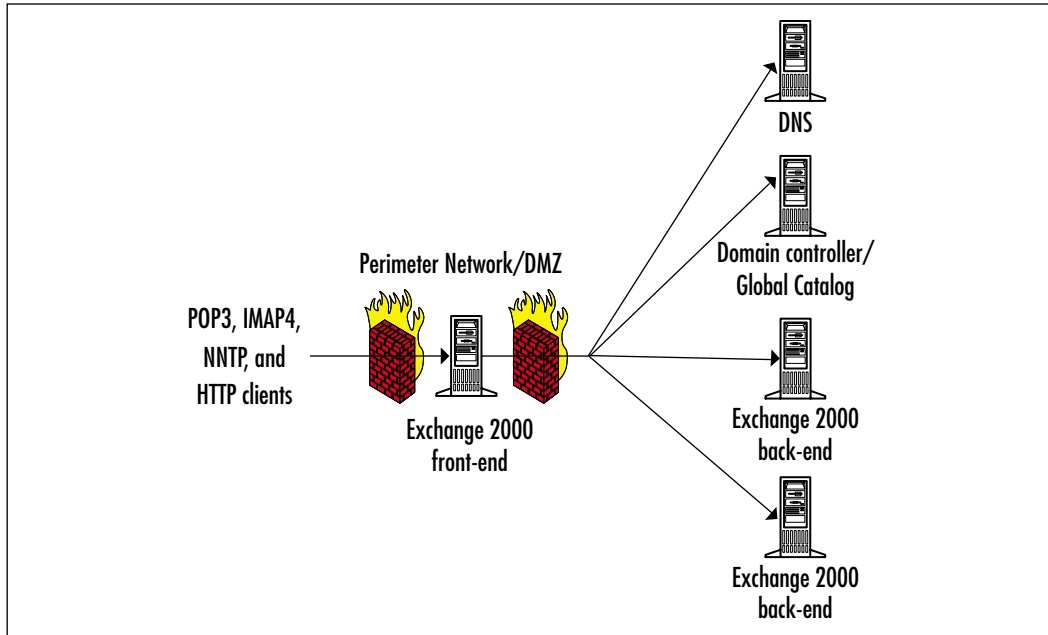 DNS
Domain controller/
Global Catalog
Perimeter Network/DMZ
POP3, IMAP4,
NNTP, and
HTTP clients
Exchange 2000
front-end
Exchange 2000
back-end
Exchange 2000
back-end